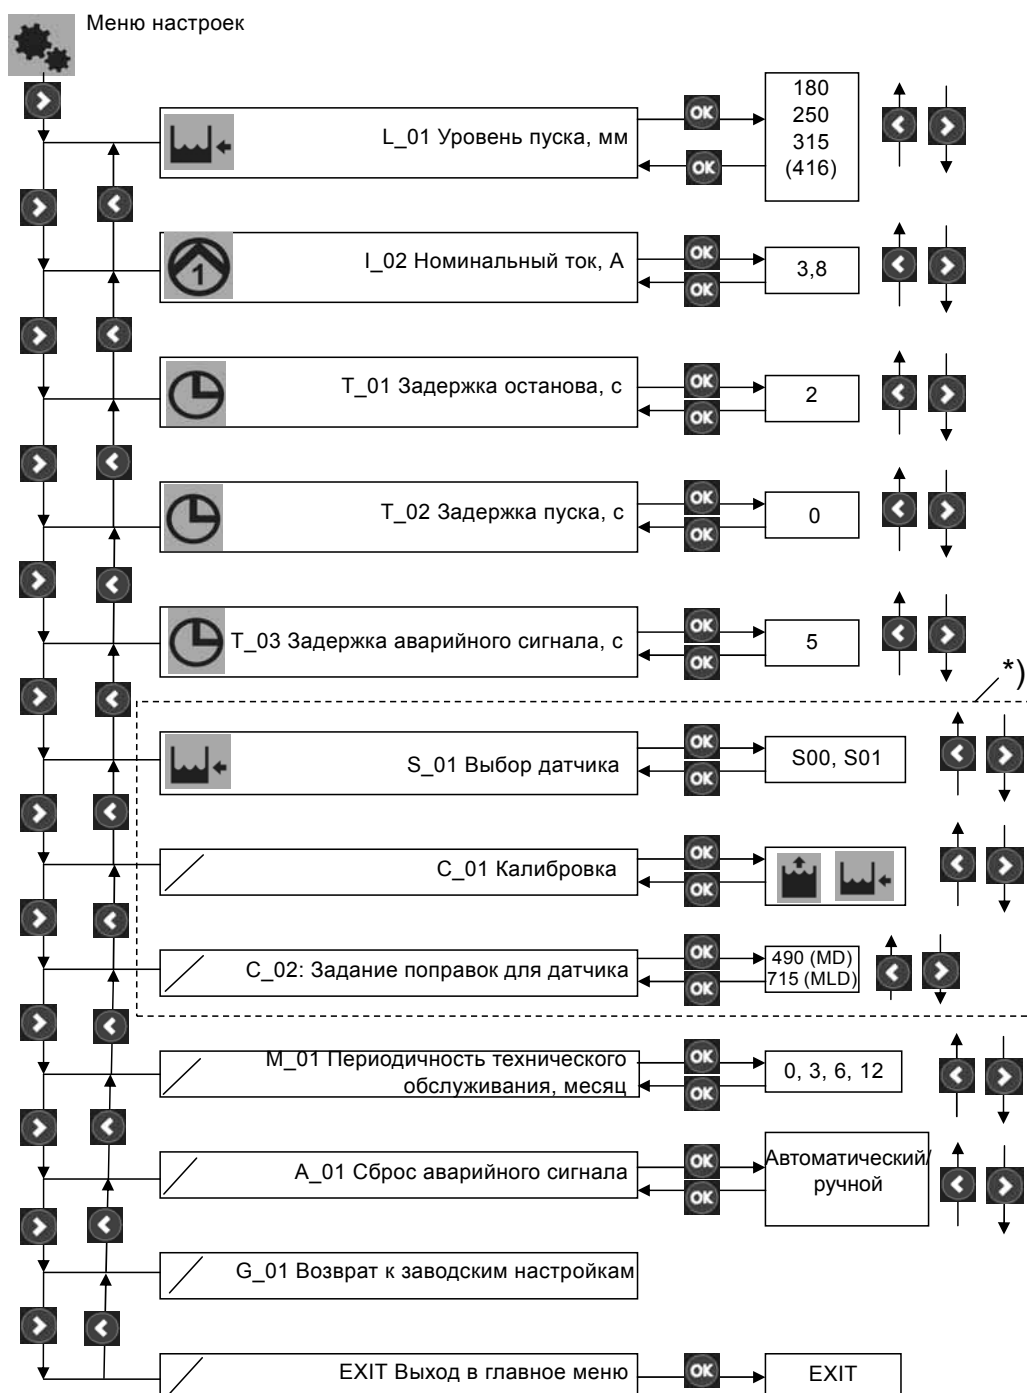 Меню настроек
L_01 Уровень пуска, мм
OK
OK
180
250
315
(416)
1
I_02 Номинальный ток, А
OK
OK
3,8
T_01 Задержка останова, с
OK
OK
2
T_02 Задержка пуска, с
OK
OK
0
T_03 Задержка аварийного сигнала, с
OK
OK
5
*)
S_01 Выбор датчика
OK
OK
S00, S01
C_01 Калибровка
OK
OK
C_02: Задание поправок для датчика
OK
OK
490 (MD)
715 (MLD)
M_01 Периодичность технического
обслуживания, месяц
OK
OK
0, 3, 6, 12
A_01 Сброс аварийного сигнала
OK
OK
Автоматический/
ручной
G_01 Возврат к заводским настройкам
EXIT Выход в главное меню
OK
EXIT